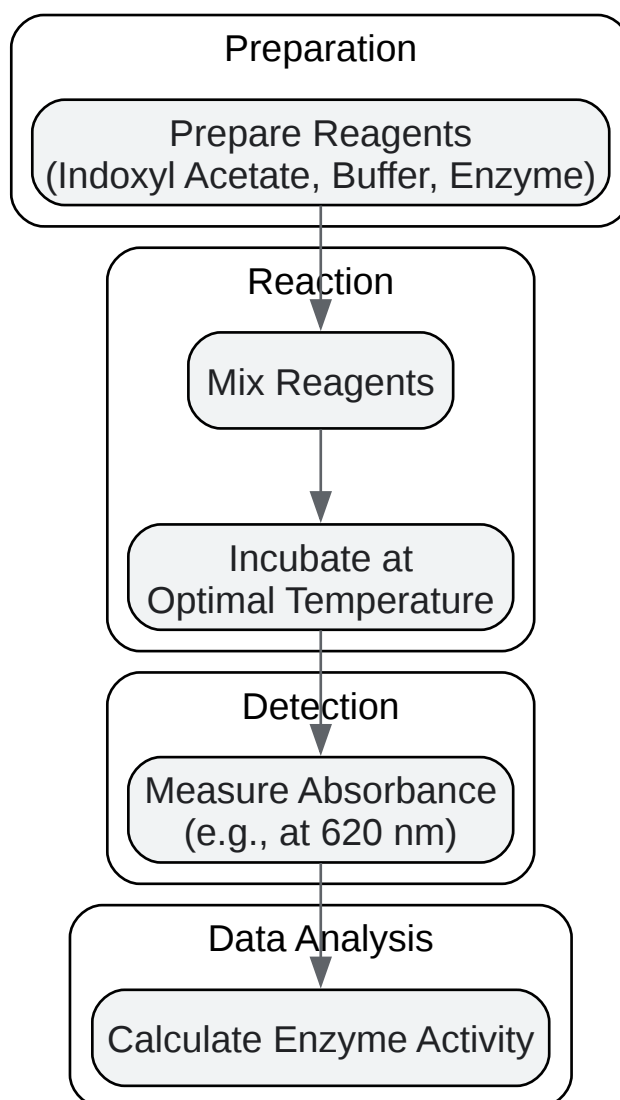 Preparation
Prepare Reagents
(Indoxyl Acetate, Buffer, Enzyme)
Reaction
Mix Reagents
Incubate at
Optimal Temperature
Detection
Measure Absorbance
(e.g., at 620 nm)
Data Analysis
Calculate Enzyme Activity